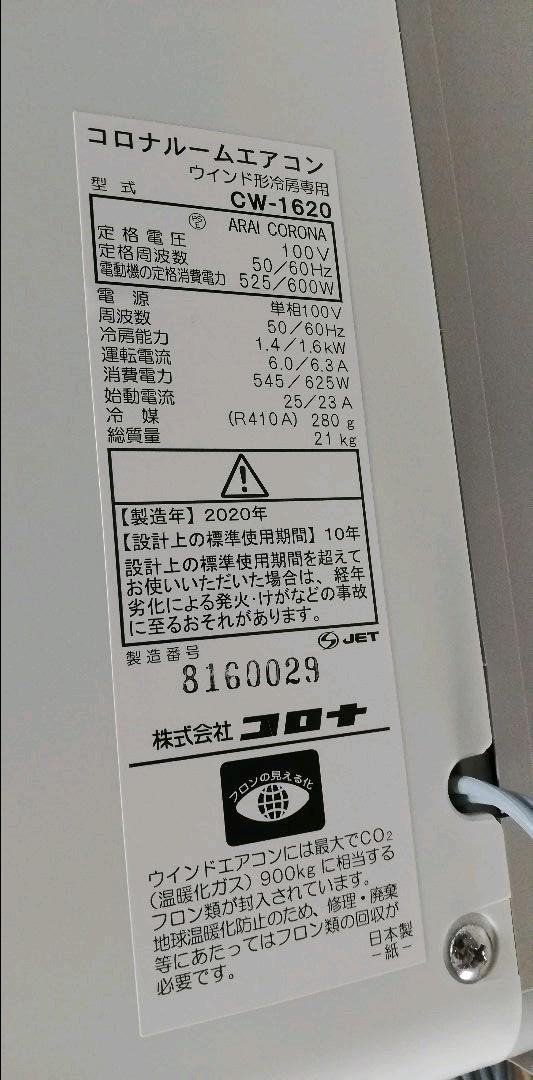 コロナルームエアコン
ウインド形冷房専用
型式 CW-1620
ARAI CORONA
定格電圧 100V
定格周波数 50/60Hz
電動機の定格消費電力 525/600W
電源 単相100V
周波数 50/60Hz
冷房能力 1.4/1.6kW
運転電流 6.0/6.3A
消費電力 545/625W
始動電流 25/23A
冷媒 (R410A) 280g
総質量 21kg
【製造年】2020年
【設計上の標準使用期間】10年
設計上の標準使用期間を超えて
お使いいただいた場合は、経年
劣化による発火・けがなどの事故
に至るおそれがあります。
JET
製造番号
8160029
株式会社 コロナ
フロンの見える化
ウインドエアコンには最大でCO₂
(温暖化ガス) 900kgに相当する
フロン類が封入されています。
地球温暖化防止のため、修理・廃棄
等にあたってはフロン類の回収が
必要です。
日本製
-紙-